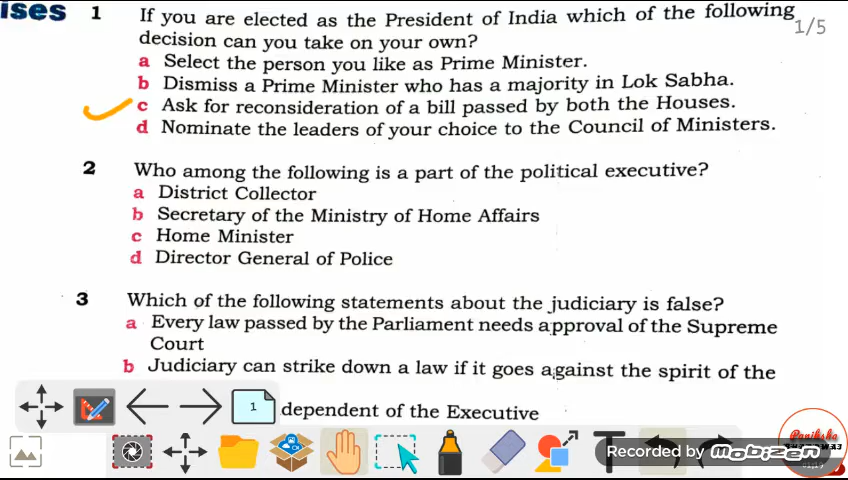 ises
1 If you are elected as the President of India which of the following
1/5
decision can you take on your own?
a Select the person you like as Prime Minister.
b Dismiss a Prime Minister who has a majority in Lok Sabha.
c Ask for reconsideration of a bill passed by both the Houses.
d Nominate the leaders of your choice to the Council of Ministers.
2 Who among the following is a part of the political executive?
a District Collector
b Secretary of the Ministry of Home Affairs
c Home Minister
d Director General of Police
3 Which of the following statements about the judiciary is false?
a Every law passed by the Parliament needs approval of the Supreme
Court
b Judiciary can strike down a law if it goes against the spirit of the
1
dependent of the Executive
Recorded by mobizen